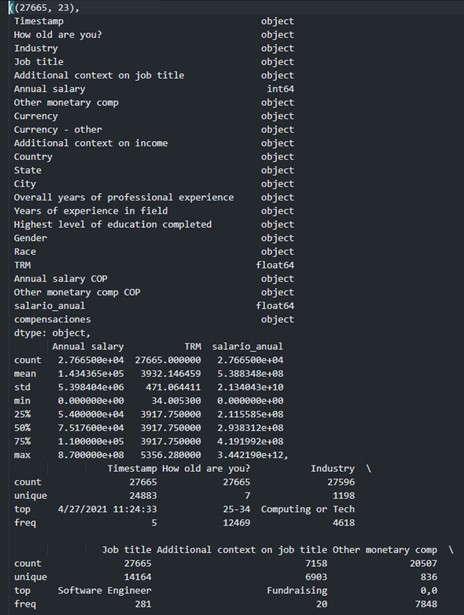 ((27665, 23),
Timestamp object
How old are you? object
Industry object
Job title object
Additional context on job title object
Annual salary int64
Other monetary comp object
Currency object
Currency - other object
Additional context on income object
Country object
State object
City object
Overall years of professional experience object
Years of experience in field object
Highest level of education completed object
Gender object
Race object
TRM float64
Annual salary COP object
Other monetary comp COP object
salario_anual float64
compensaciones object
dtype: object,
Annual salary TRM salario_anual
count 2.766500e+04 27665.000000 2.766500e+04
mean 1.434365e+05 3932.146459 5.388348e+08
std 5.398404e+06 471.064411 2.134043e+10
min 0.000000e+00 34.005300 0.000000e+00
25% 5.400000e+04 3917.750000 2.115585e+08
50% 7.517600e+04 3917.750000 2.938312e+08
75% 1.100000e+05 3917.750000 4.191992e+08
max 8.700000e+08 5356.280000 3.442190e+12,
Timestamp How old are you? Industry \
count 27665 27665 27596
unique 24883 7 1198
top 4/27/2021 11:24:33 25-34 Computing or Tech
freq 5 12469 4618
Job title Additional context on job title Other monetary comp \
count 27665 7158 20507
unique 14164 6903 836
top Software Engineer Fundraising 0,0
freq 281 20 7848